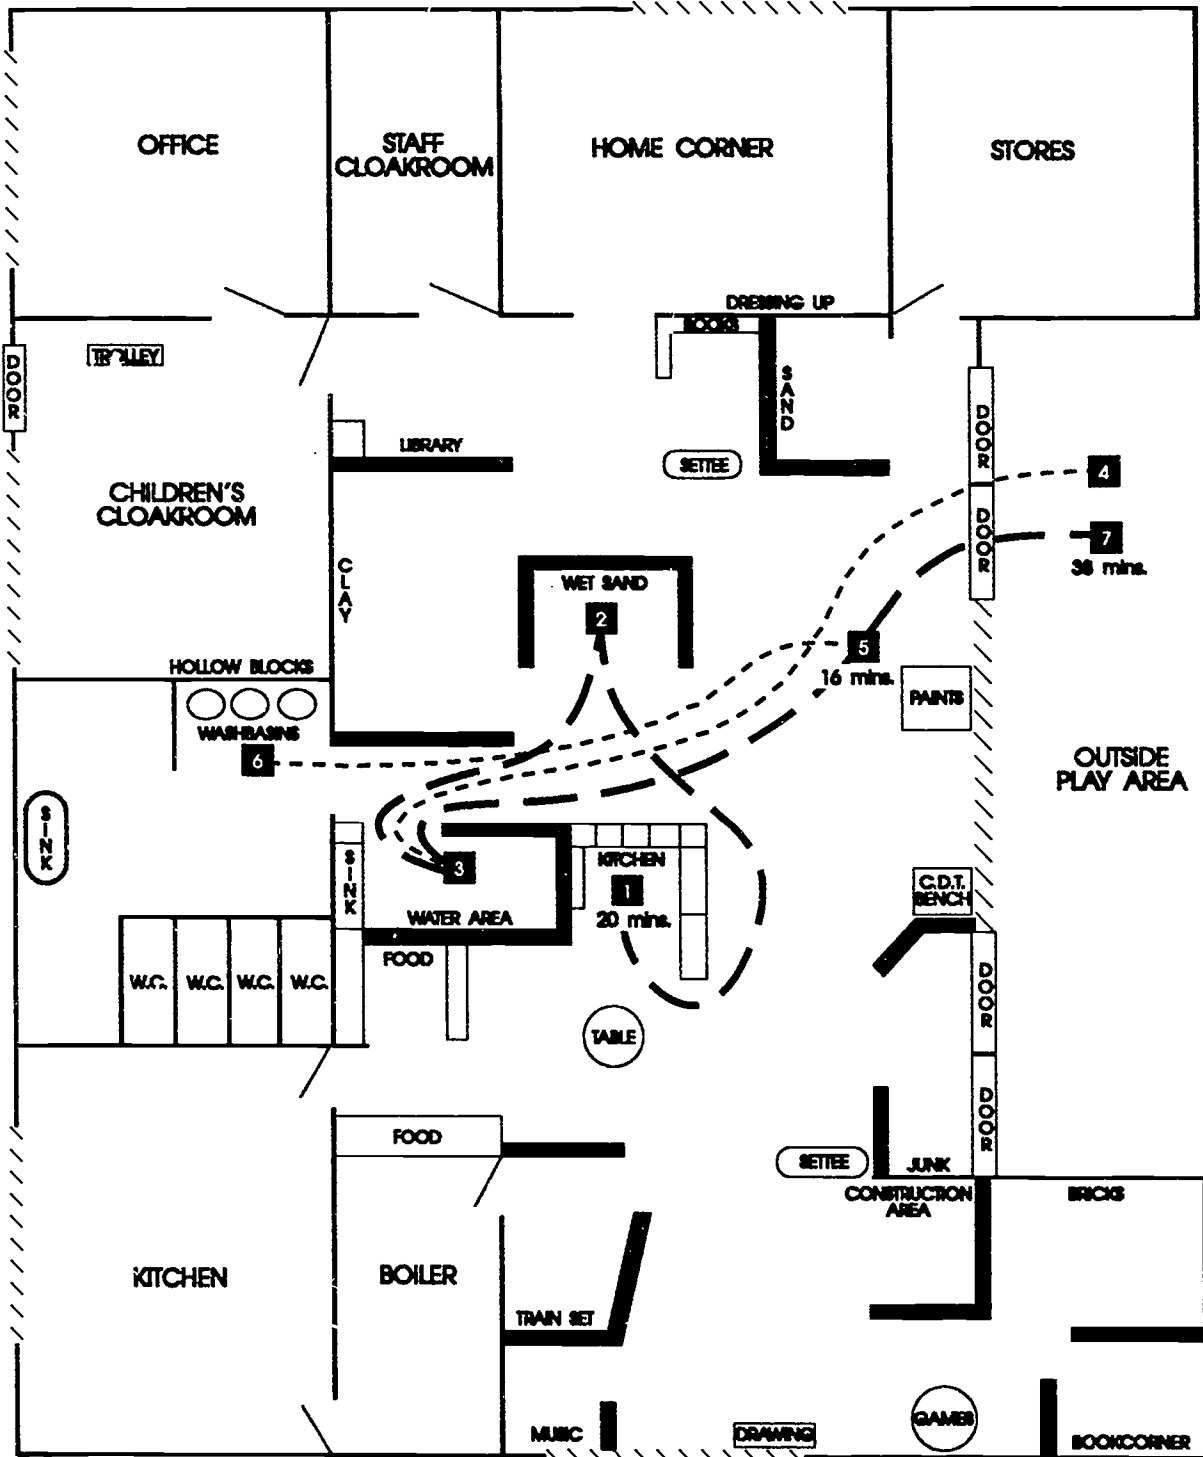 OFFICE
STAFF
CLOAKROOM
HOME CORNER
STORES
DRESSING UP
BOOKS
TROLLEY
DOOR
SAND
LIBRARY
SETTEE
DOOR
4
CHILDREN'S
CLOAKROOM
DOOR
7
38 mins.
CLAY
WET SAND
2
5
16 mins.
HOLLOW BLOCKS
PAINTS
WASHBASINS
6
OUTSIDE
PLAY AREA
SINK
SINK
3
KITCHEN
1
20 mins.
WATER AREA
C.D.T.
BENCH
FOOD
W.C.
W.C.
W.C.
W.C.
DOOR
TABLE
DOOR
FOOD
SETTEE
JUNK
CONSTRUCTION
AREA
BRICKS
KITCHEN
BOILER
TRAIN SET
MUSIC
DRAWING
GAMES
BOOKCORNER